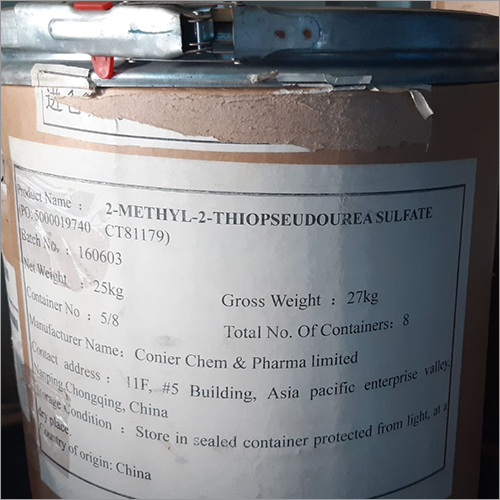 进仓
Product Name : 2-METHYL-2-THIOPSEUDOUREA SULFATE
PO: 5000019740 CT81179)
Batch No. : 160603
Net Weight : 25kg Gross Weight : 27kg
Container No : 5/8 Total No. Of Containers: 8
Manufacturer Name: Conier Chem & Pharma limited
Contact address : 11F, #5 Building, Asia pacific enterprise valley,
Nanping,Chongqing, China
Storage Condition : Store in sealed container protected from light, at a
dry place.
Country of origin: China